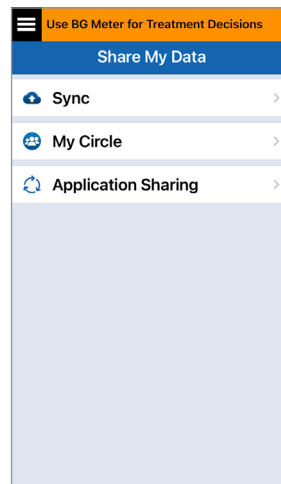 Use BG Meter for Treatment Decisions
Share My Data
Sync
My Circle
Application Sharing